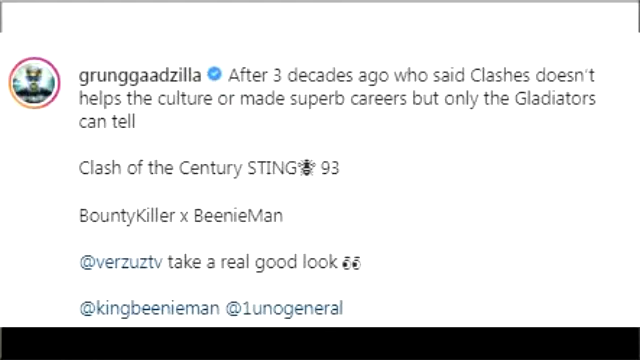 grunggaadzilla After 3 decades ago who said Clashes doesn't
helps the culture or made superb careers but only the Gladiators
can tell
Clash of the Century STING🕷 93
BountyKiller x BeenieMan
@verzuztv take a real good look 👀
@kingbeenieman @1unogeneral